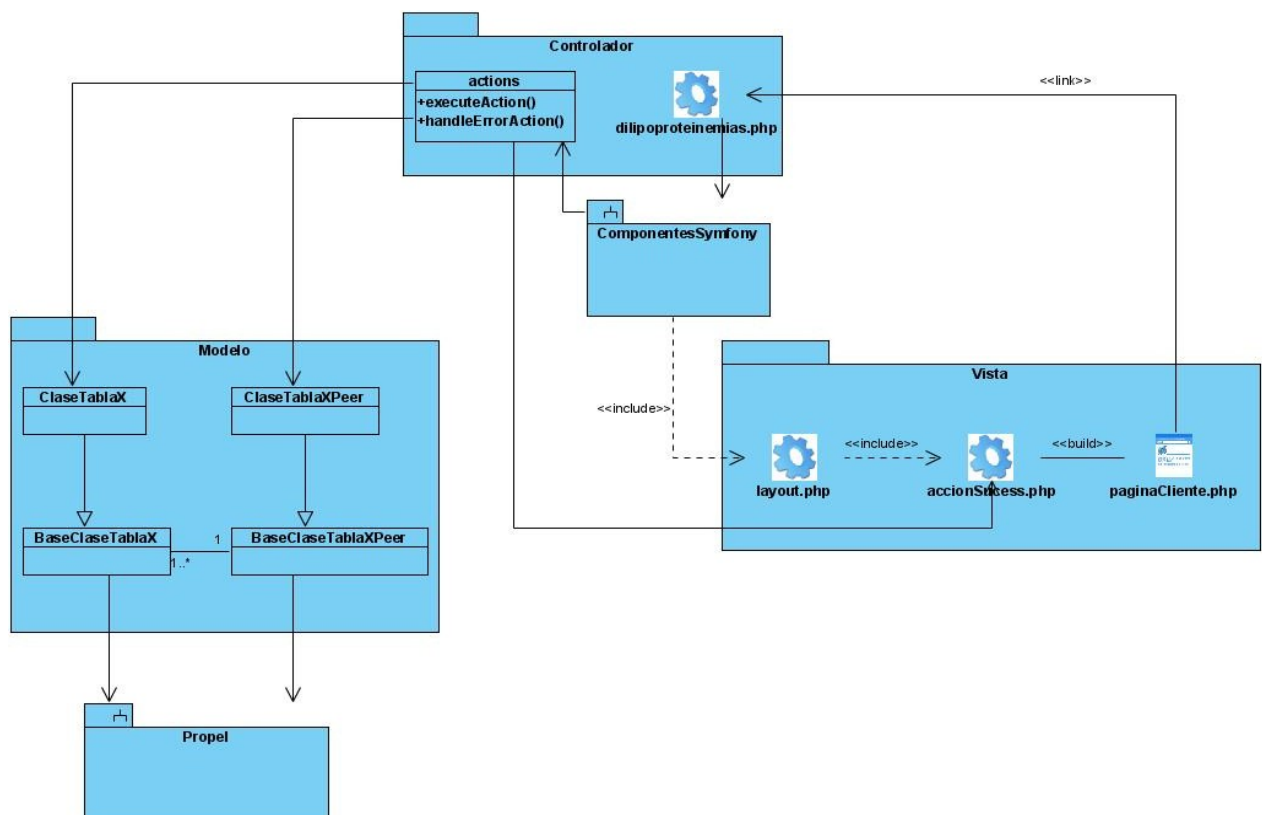 Controlador
actions
+executeAction()
+handleErrorAction()
dilipoproteinemias.php
<<link>>
ComponentesSymfony
Modelo
ClaseTablaX
ClaseTablaXPeer
BaseClaseTablaX
1
1..*
BaseClaseTablaXPeer
<<include>>
Vista
layout.php
<<include>>
accionSucess.php
<<build>>
paginaCliente.php
Propel